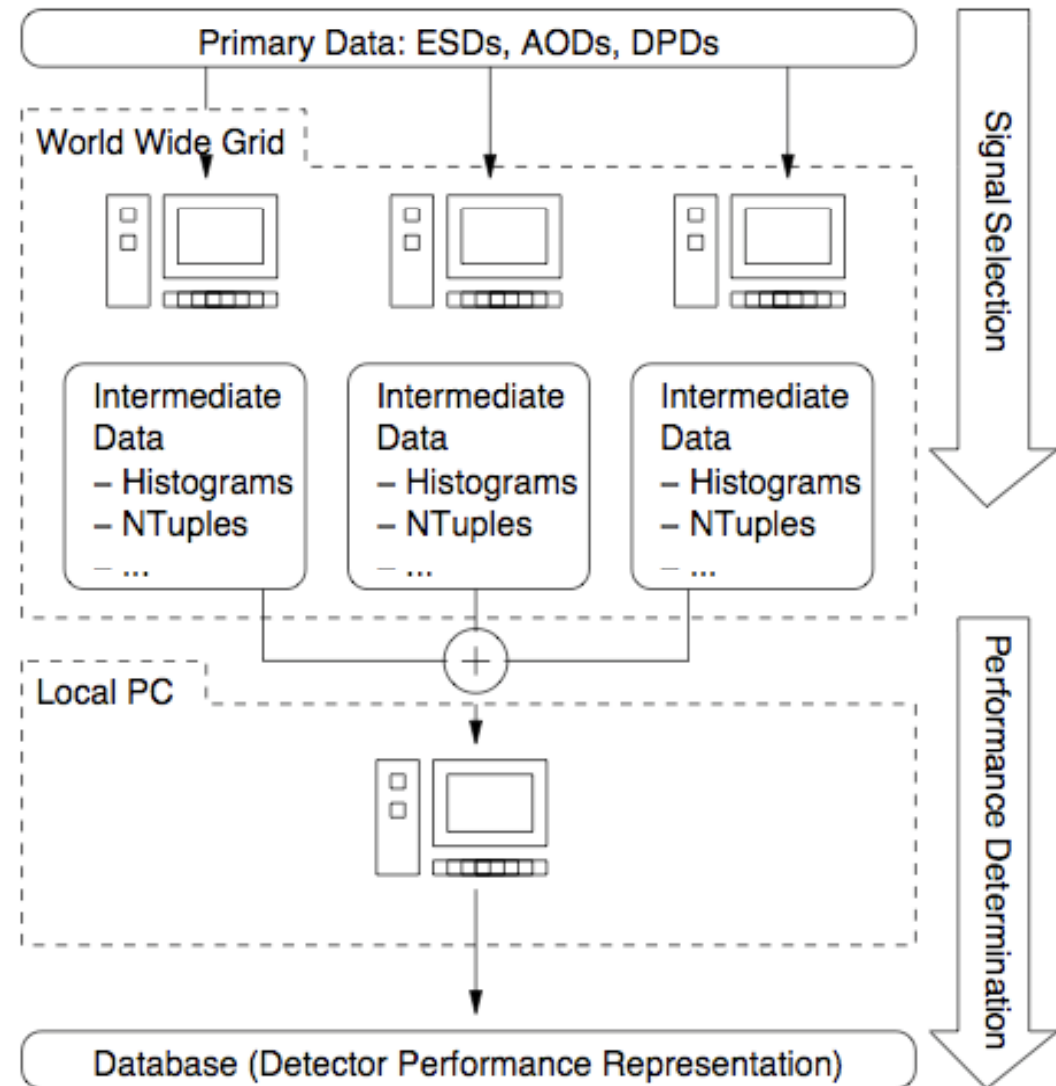 Primary Data: ESDs, AODs, DPDs
World Wide Grid
Signal Selection
Intermediate
Data
– Histograms
– NTuples
– ...
Intermediate
Data
– Histograms
– NTuples
– ...
Intermediate
Data
– Histograms
– NTuples
– ...
+
Local PC
Performance Determination
Database (Detector Performance Representation)